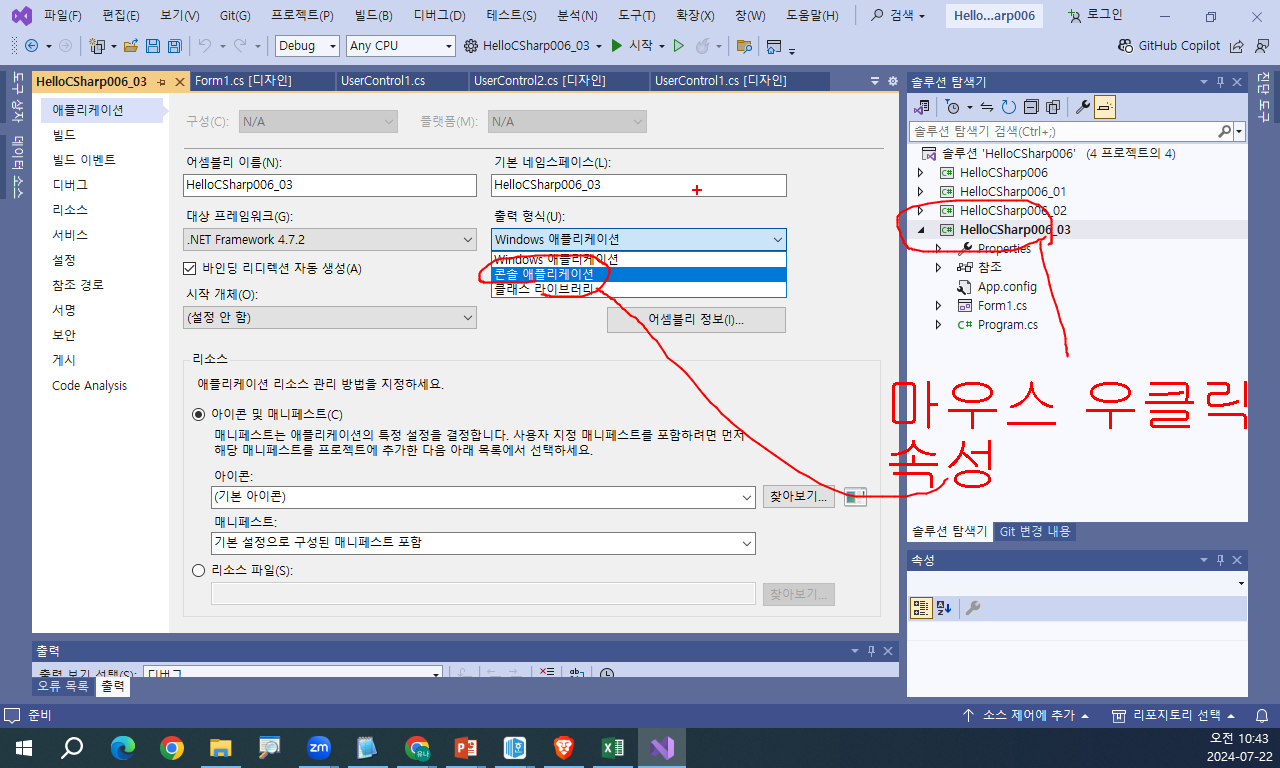 파일(F) 편집(E) 보기(V) Git(G) 프로젝트(P) 빌드(B) 디버그(D) 테스트(S) 분석(N) 도구(T) 확장(X) 창(W) 도움말(H) 검색 Hello...arp006 로그인
Debug Any CPU HelloCSharp006_03 시작 GitHub Copilot
도구 상자
데이터 소스
HelloCSharp006_03 Form1.cs [디자인] UserControl1.cs UserControl2.cs [디자인] UserControl1.cs [디자인]
애플리케이션
빌드
빌드 이벤트
디버그
리소스
서비스
설정
참조 경로
서명
보안
게시
Code Analysis
구성(C): N/A 플랫폼(M): N/A
어셈블리 이름(N): 기본 네임스페이스(L):
HelloCSharp006_03 HelloCSharp006_03
대상 프레임워크(G): 출력 형식(U):
.NET Framework 4.7.2 Windows 애플리케이션
Windows 애플리케이션
바인딩 리디렉션 자동 생성(A) 콘솔 애플리케이션
클래스 라이브러리
시작 개체(O):
(설정 안 함) 어셈블리 정보(I)...
리소스
애플리케이션 리소스 관리 방법을 지정하세요.
아이콘 및 매니페스트(C)
매니페스트는 애플리케이션의 특정 설정을 결정합니다. 사용자 지정 매니페스트를 포함하려면 먼저
해당 매니페스트를 프로젝트에 추가한 다음 아래 목록에서 선택하세요.
아이콘:
(기본 아이콘) 찾아보기...
매니페스트:
기본 설정으로 구성된 매니페스트 포함
리소스 파일(S):
찾아보기...
솔루션 탐색기
솔루션 탐색기 검색(Ctrl+;)
솔루션 'HelloCSharp006' (4 프로젝트의 4)
HelloCSharp006
HelloCSharp006_01
HelloCSharp006_02
HelloCSharp006_03
Properties
참조
App.config
Form1.cs
Program.cs
마우스 우클릭
속성
솔루션 탐색기 Git 변경 내용
속성
진단 도구
출력
출력 보기 선택(S): 디버그
오류 목록 출력
준비 소스 제어에 추가 리포지토리 선택
zm 유나
오전 10:43
2024-07-22